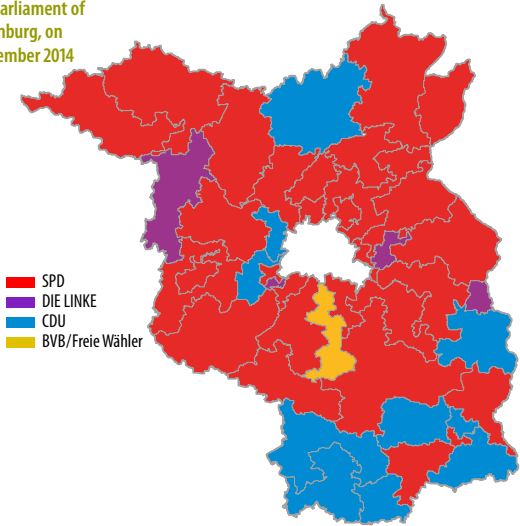 arliament of
nburg, on
ember 2014
SPD
DIE LINKE
CDU
BVB/Freie Wähler